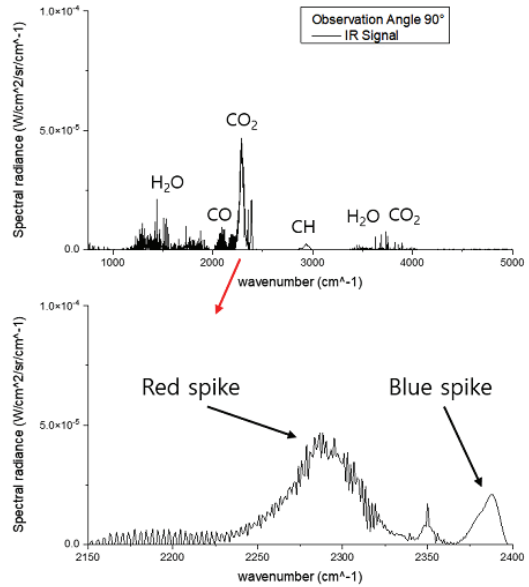 Observation Angle 90°
IR Signal
1.0×10^-4
5.0×10^-5
0.0
Spectral radiance (W/cm^2/sr/cm^-1)
H₂O
CO
CO₂
CH
H₂O
CO₂
1000
2000
3000
4000
5000
wavenumber (cm^-1)
1.0×10^-4
5.0×10^-5
0.0
Spectral radiance (W/cm^2/sr/cm^-1)
Red spike
Blue spike
2150
2200
2250
2300
2350
2400
wavenumber (cm^-1)